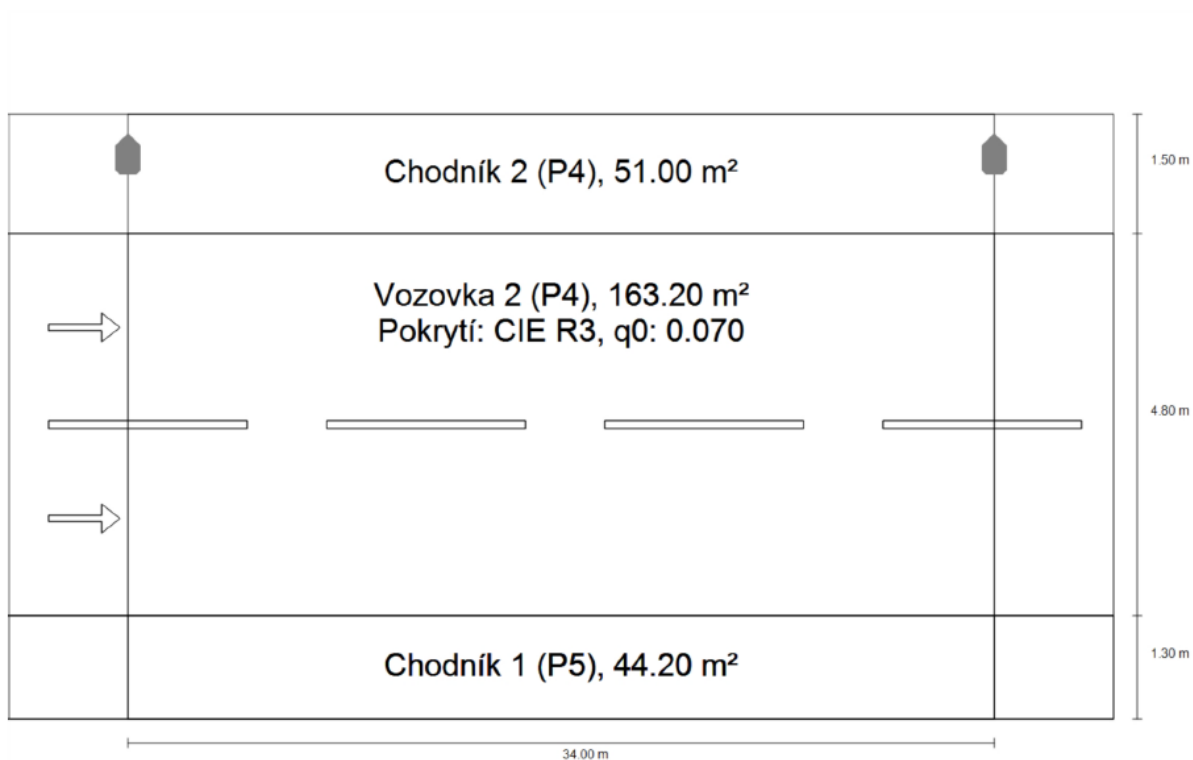 Chodník 2 (P4), 51.00 m²
1.50 m
Vozovka 2 (P4), 163.20 m²
Pokrytí: CIE R3, q0: 0.070
4.80 m
Chodník 1 (P5), 44.20 m²
1.30 m
34.00 m